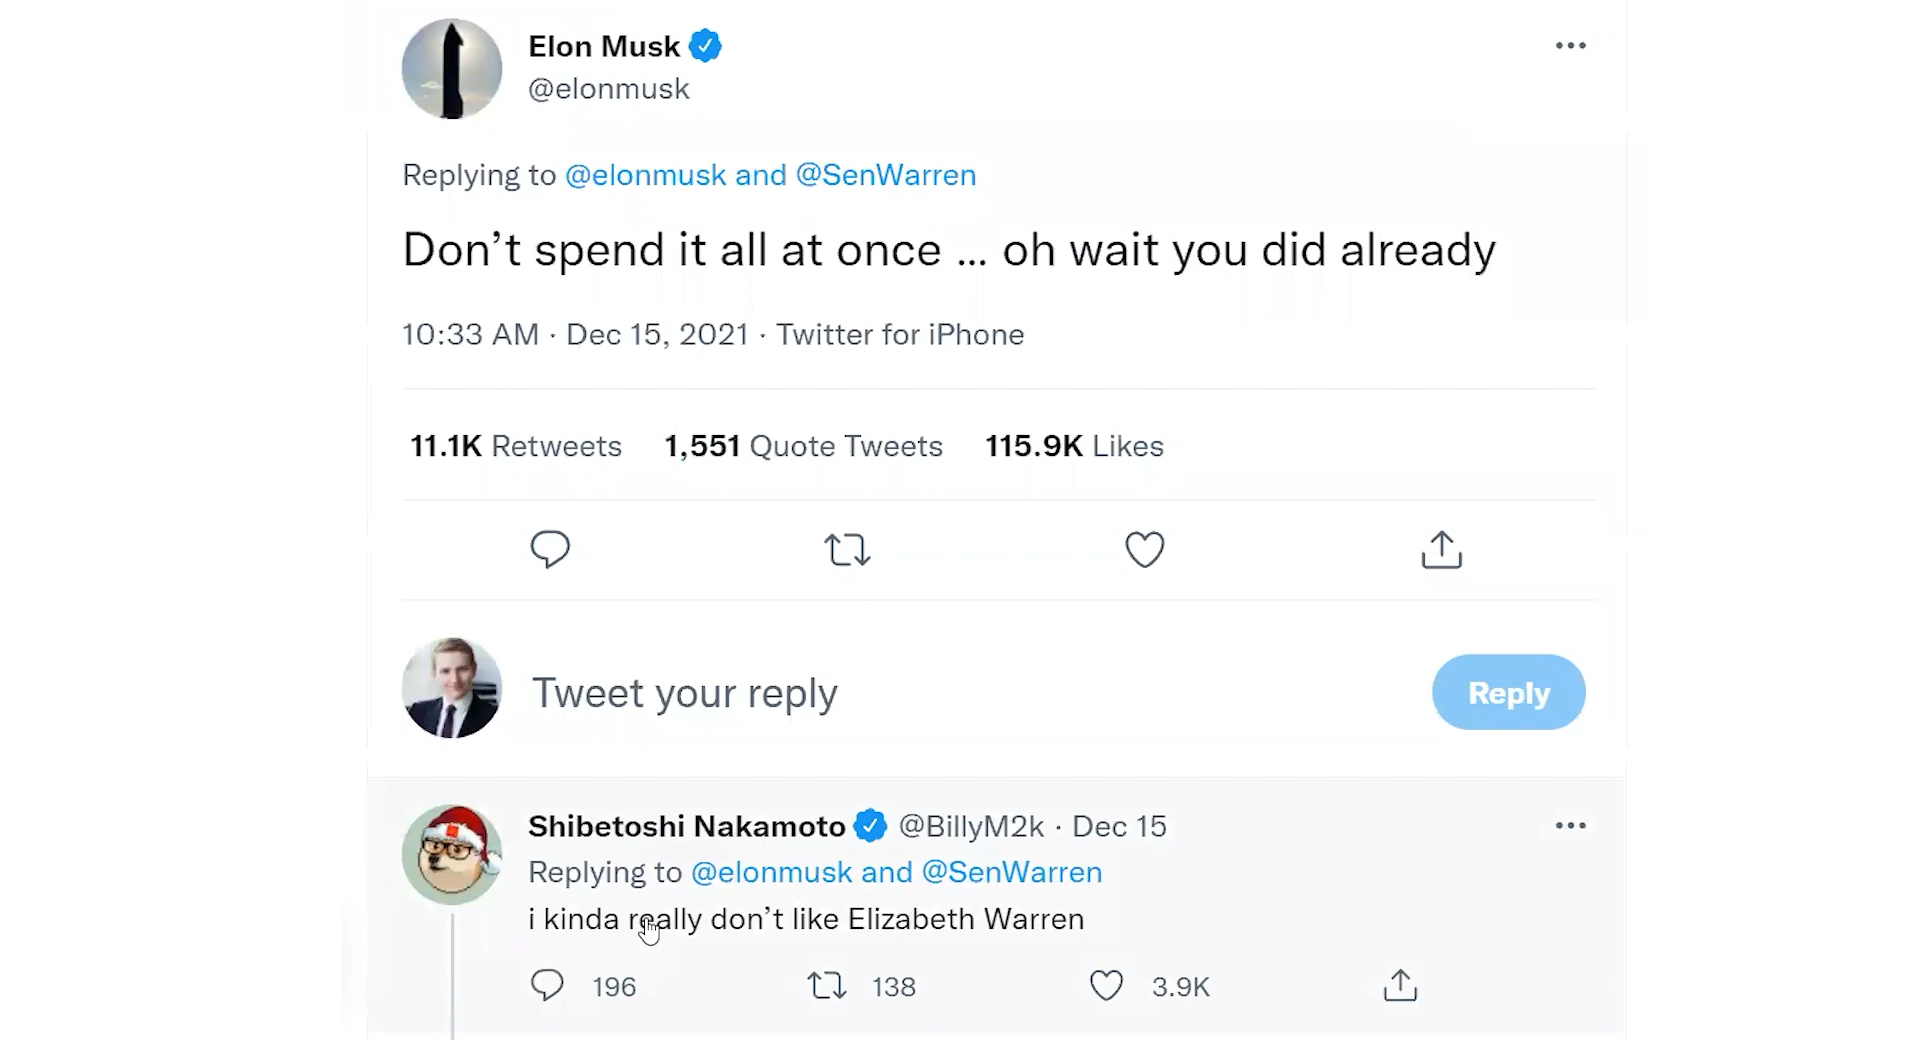 Elon Musk
@elonmusk
Replying to @elonmusk and @SenWarren
Don’t spend it all at once ... oh wait you did already
10:33 AM · Dec 15, 2021 · Twitter for iPhone
11.1K Retweets 1,551 Quote Tweets 115.9K Likes
Tweet your reply
Reply
Shibetoshi Nakamoto @BillyM2k · Dec 15
Replying to @elonmusk and @SenWarren
i kinda really don’t like Elizabeth Warren
196 138 3.9K